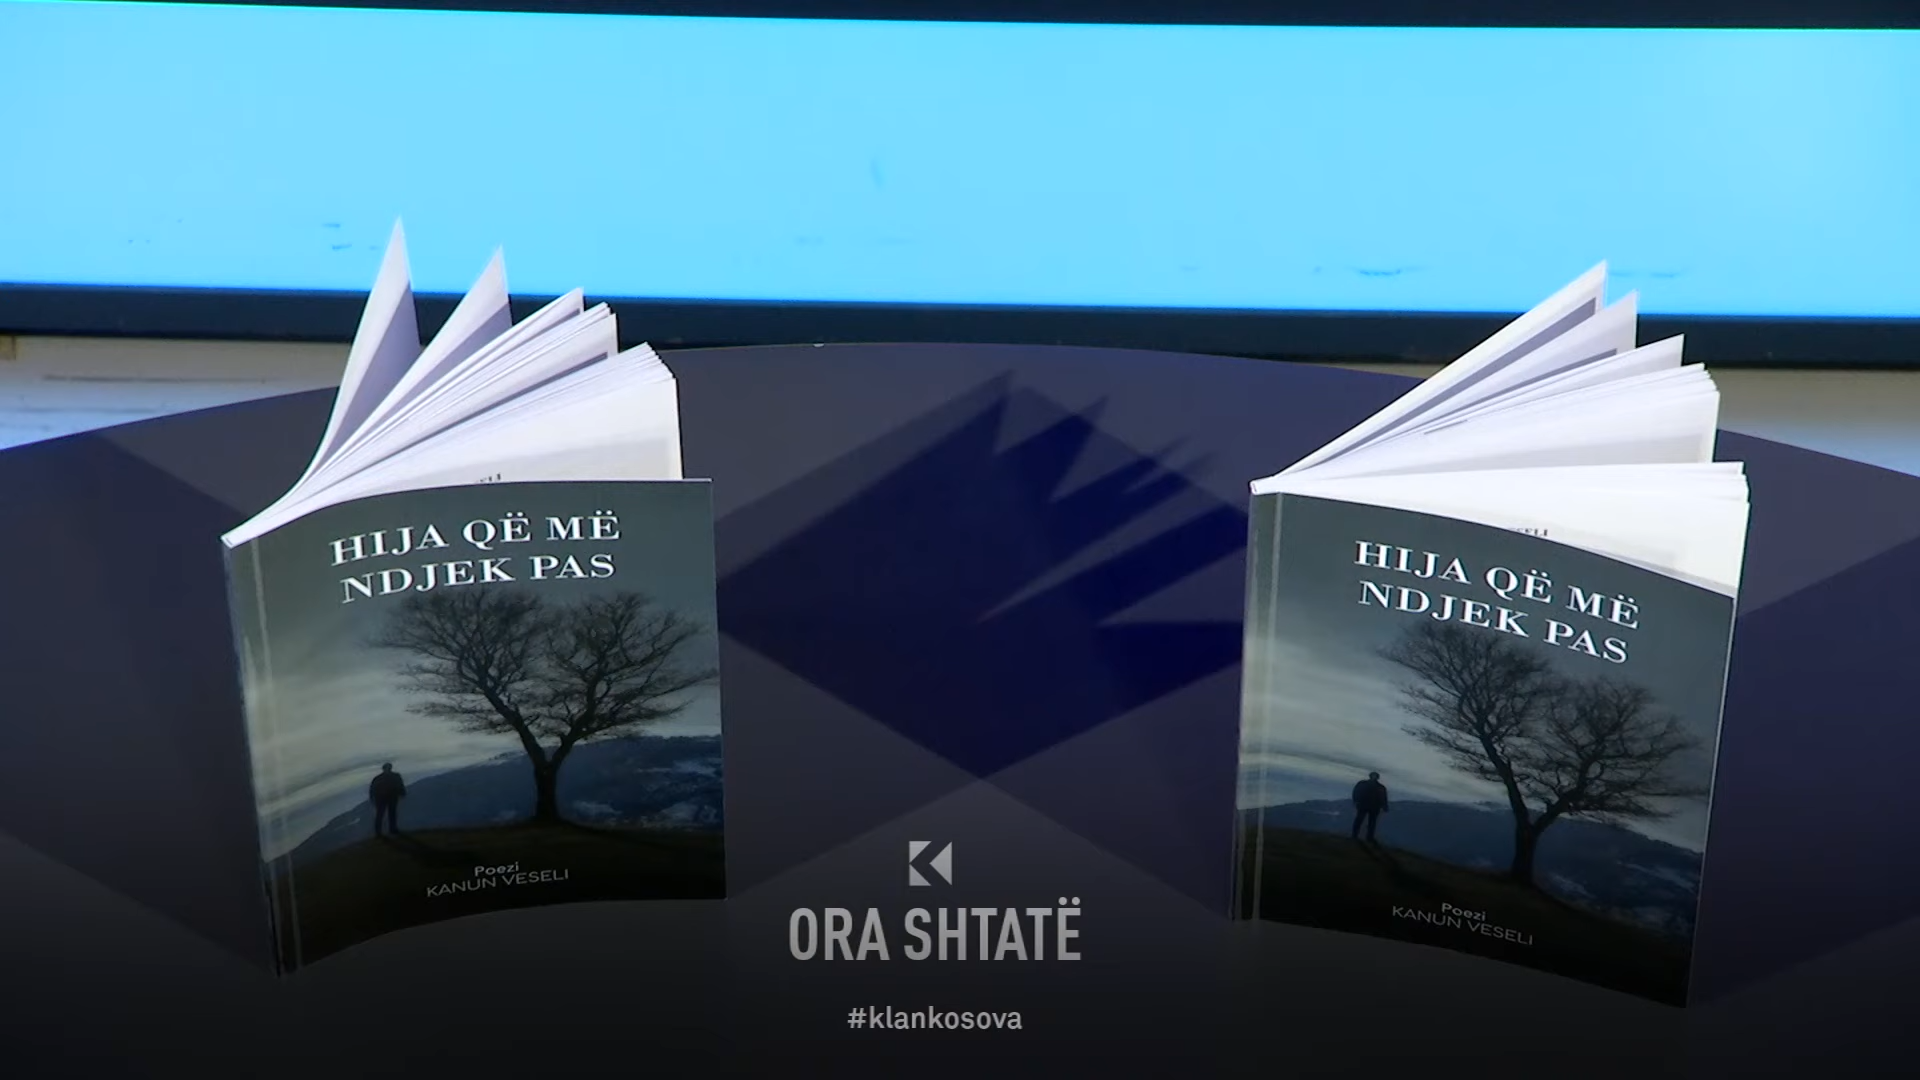 HIJA QË MË
NDJEK PAS
Poezi
KANUN VESELI
HIJA QË MË
NDJEK PAS
Poezi
KANUN VESELI
ORA SHTATË
#klankosova